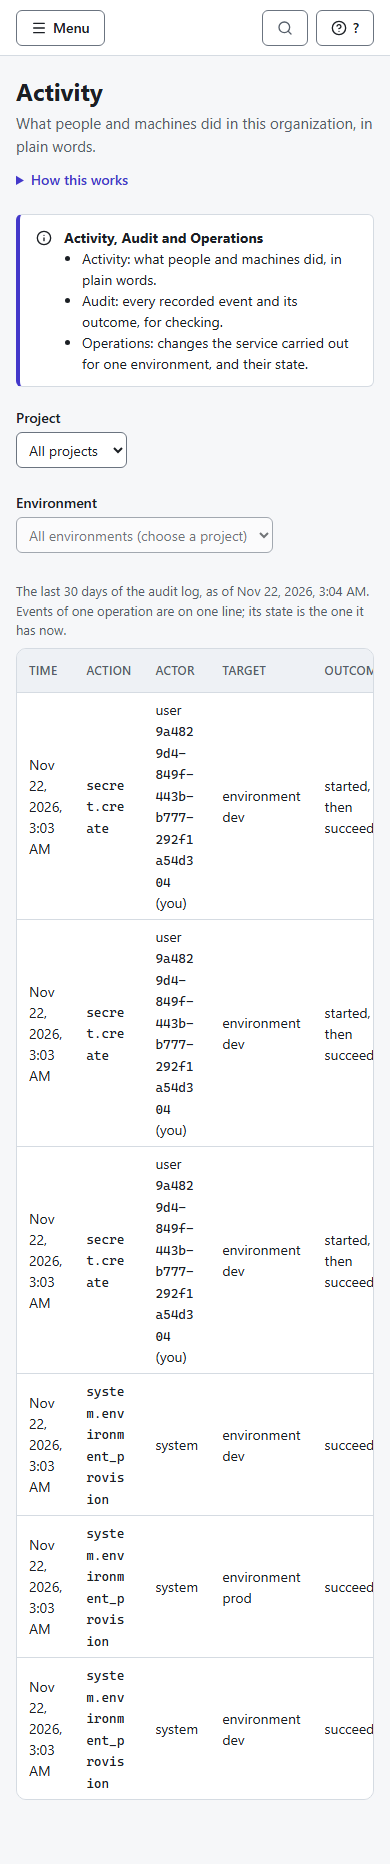 Menu
?
Activity
What people and machines did in this organization, in
plain words.
How this works
Activity, Audit and Operations
Activity: what people and machines did, in
plain words.
Audit: every recorded event and its
outcome, for checking.
Operations: changes the service carried out
for one environment, and their state.
Project
All projects
Environment
All environments (choose a project)
The last 30 days of the audit log, as of Nov 22, 2026, 3:04 AM.
Events of one operation are on one line; its state is the one it
has now.
TIME ACTION ACTOR TARGET OUTCOM
Nov
22,
2026,
3:03
AM
secre
t.cre
ate
user
9a482
9d4-
849f-
443b-
b777-
292f1
a54d3
04
(you)
environment
dev
started,
then
succeed
Nov
22,
2026,
3:03
AM
secre
t.cre
ate
user
9a482
9d4-
849f-
443b-
b777-
292f1
a54d3
04
(you)
environment
dev
started,
then
succeed
Nov
22,
2026,
3:03
AM
secre
t.cre
ate
user
9a482
9d4-
849f-
443b-
b777-
292f1
a54d3
04
(you)
environment
dev
started,
then
succeed
Nov
22,
2026,
3:03
AM
syste
m.env
ironm
ent_p
rovis
ion
system
environment
dev
succeed
Nov
22,
2026,
3:03
AM
syste
m.env
ironm
ent_p
rovis
ion
system
environment
prod
succeed
Nov
22,
2026,
3:03
AM
syste
m.env
ironm
ent_p
rovis
ion
system
environment
dev
succeed